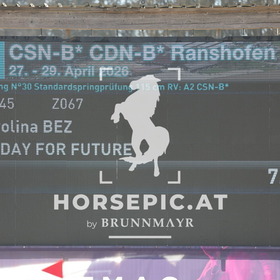 CSN-B* CDN-B* Ranshofen
27. - 29. April 2026
ng N°30 Standardspringprüfung 115 cm RV: A2 CSN-B*
45 Z067
olina BEZ
DAY FOR FUTURE
7
HORSEPIC.AT
by BRUNNMAYR